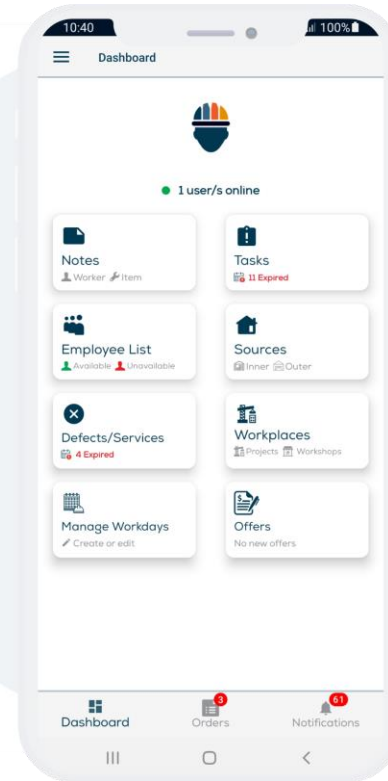 10:40
100%
Dashboard
1 user/s online
Notes
Worker Item
Tasks
11 Expired
Employee List
Available Unavailable
Sources
Inner Outer
Defects/Services
4 Expired
Workplaces
Projects Workshops
Manage Workdays
Create or edit
Offers
No new offers
3
61
Dashboard
Orders
Notifications